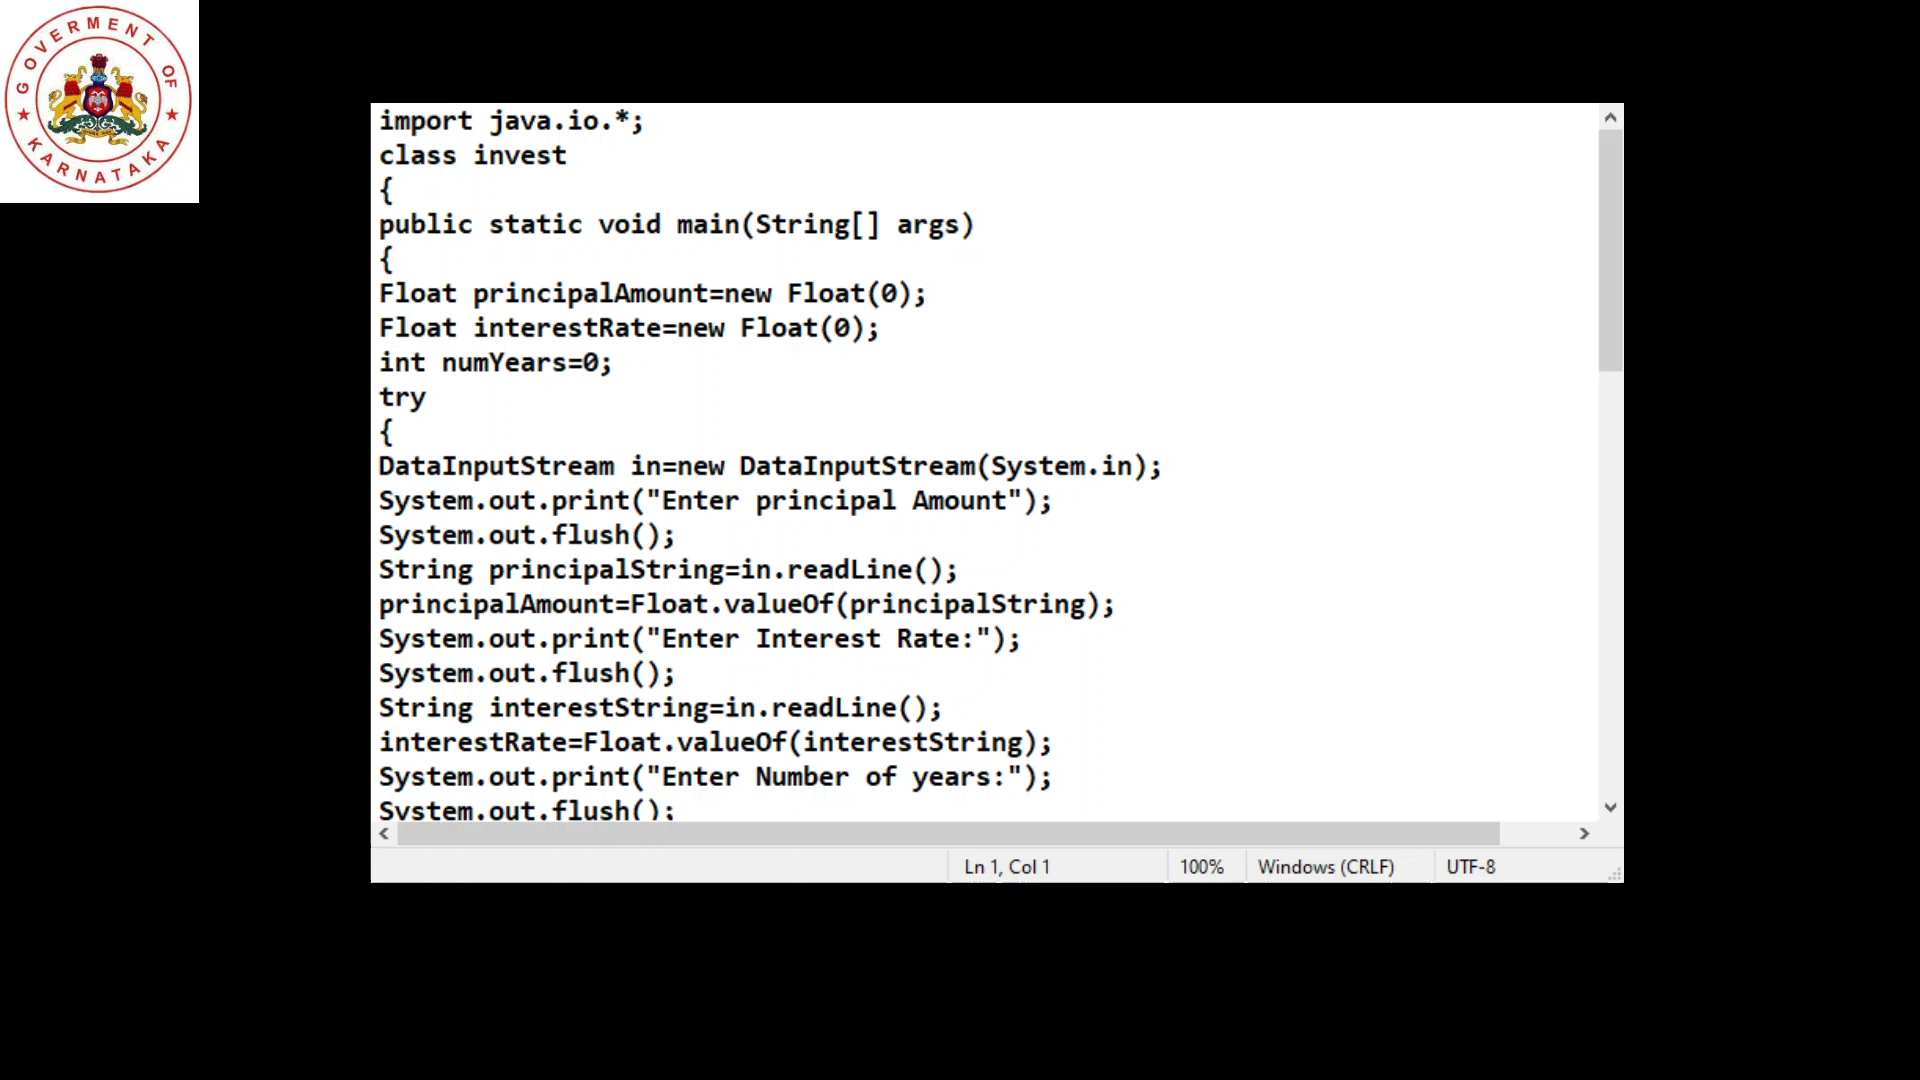 GOVERMENT OF
KARNATAKA
import java.io.*;
class invest
{
public static void main(String[] args)
{
Float principalAmount=new Float(0);
Float interestRate=new Float(0);
int numYears=0;
try
{
DataInputStream in=new DataInputStream(System.in);
System.out.print("Enter principal Amount");
System.out.flush();
String principalString=in.readLine();
principalAmount=Float.valueOf(principalString);
System.out.print("Enter Interest Rate:");
System.out.flush();
String interestString=in.readLine();
interestRate=Float.valueOf(interestString);
System.out.print("Enter Number of years:");
System.out.flush();
Ln 1, Col 1
100%
Windows (CRLF)
UTF-8